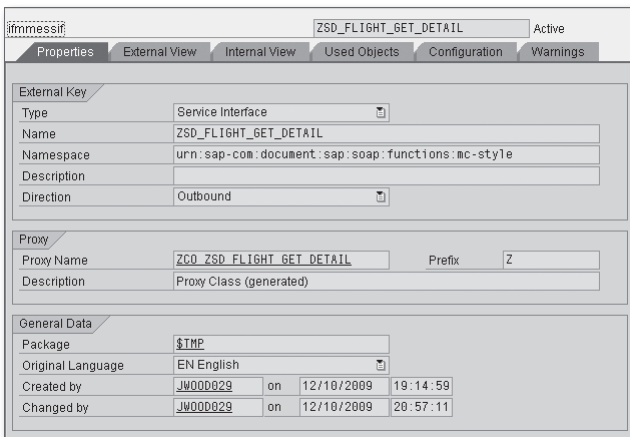 ifmmessif ZSD_FLIGHT_GET_DETAIL Active
Properties External View Internal View Used Objects Configuration Warnings
External Key
Type Service Interface
Name ZSD_FLIGHT_GET_DETAIL
Namespace urn:sap-com:document:sap:soap:functions:mc-style
Description
Direction Outbound
Proxy
Proxy Name ZCO_ZSD_FLIGHT_GET_DETAIL Prefix Z
Description Proxy Class (generated)
General Data
Package $TMP
Original Language EN English
Created by JWOOD029 on 12/10/2009 19:14:59
Changed by JWOOD029 on 12/10/2009 20:57:11